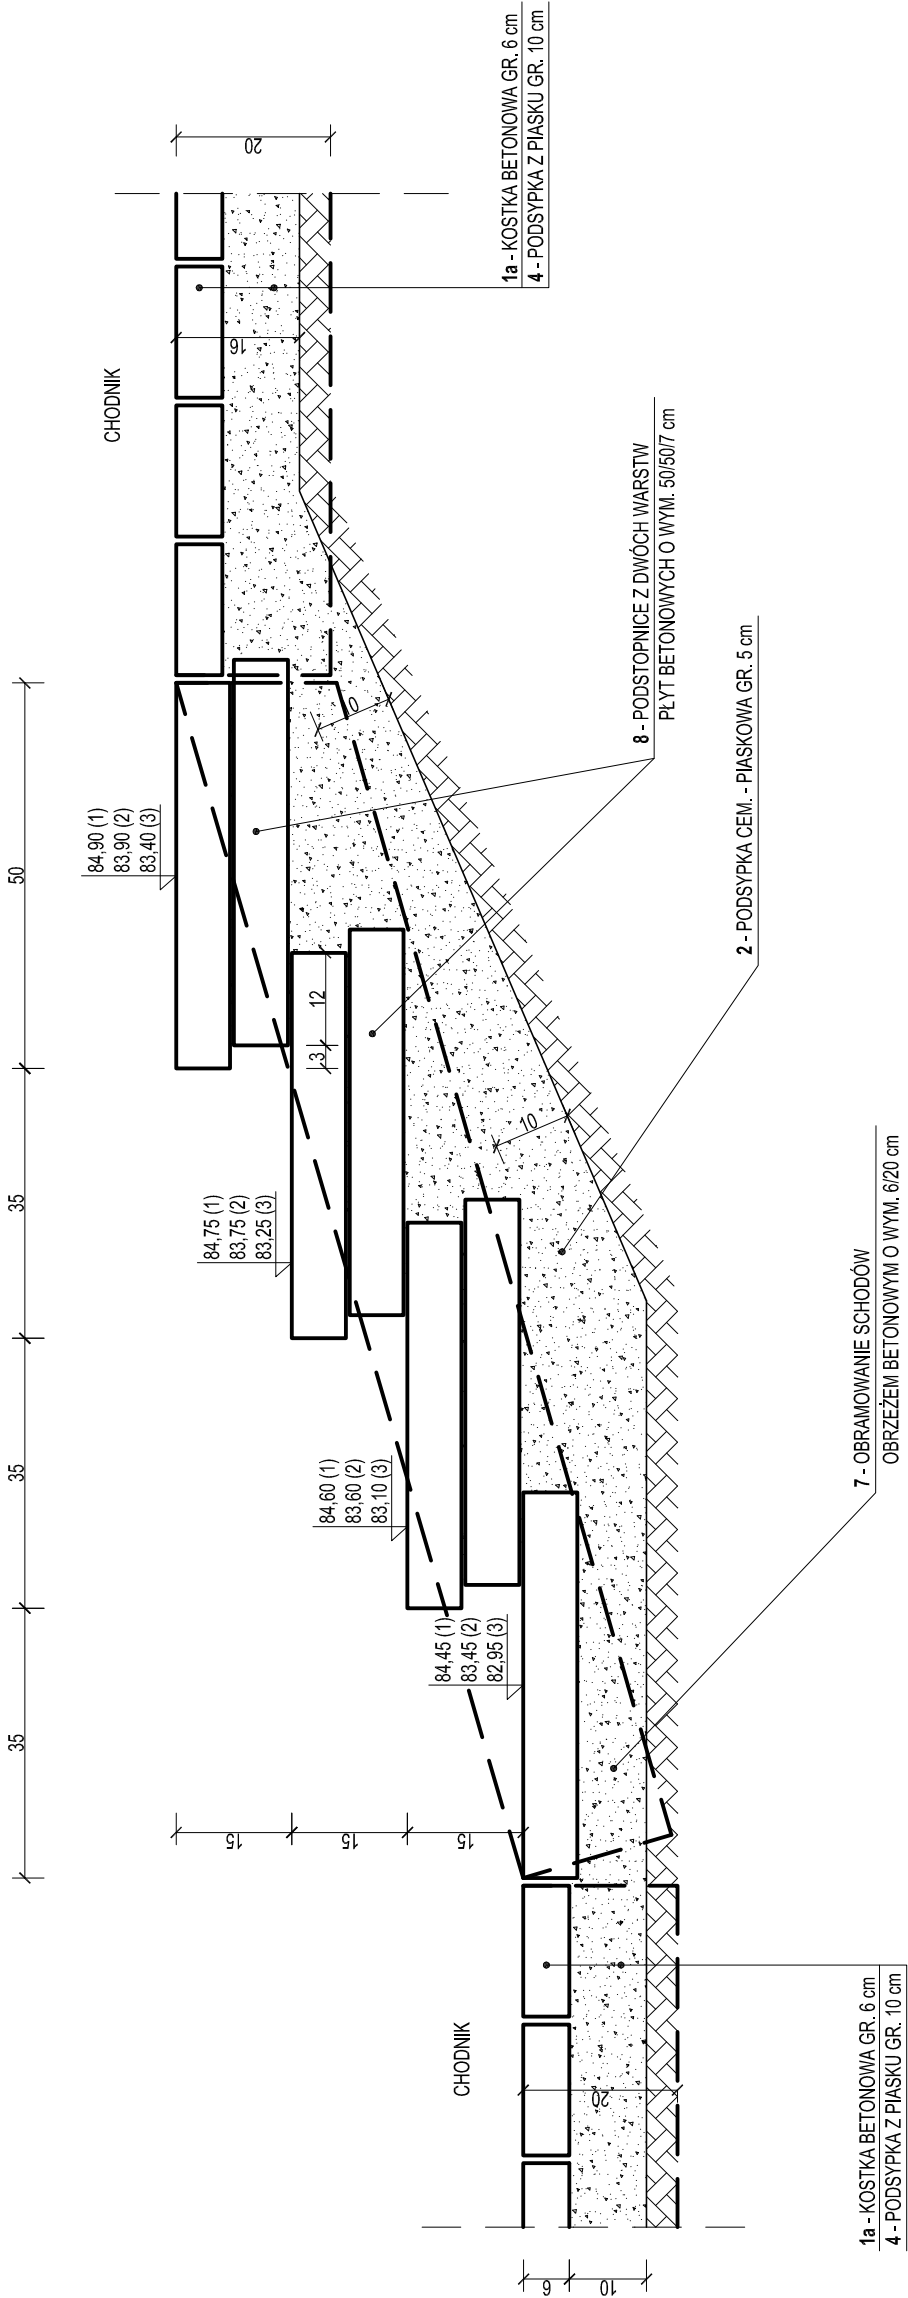 CHODNIK
20
16
1a - KOSTKA BETONOWA GR. 6 cm
4 - PODSYPKA Z PIASKU GR. 10 cm
50
35
35
35
84,90 (1)
83,90 (2)
83,40 (3)
84,75 (1)
83,75 (2)
83,25 (3)
84,60 (1)
83,60 (2)
83,10 (3)
84,45 (1)
83,45 (2)
82,95 (3)
15
15
15
3
12
0
10
8 - PODSTOPNICE Z DWÓCH WARSTW
PŁYT BETONOWYCH O WYM. 50/50/7 cm
2 - PODSYPKA CEM. - PIASKOWA GR. 5 cm
7 - OBRAMOWANIE SCHODÓW
OBRZEŻEM BETONOWYM O WYM. 6/20 cm
CHODNIK
20
6
10
1a - KOSTKA BETONOWA GR. 6 cm
4 - PODSYPKA Z PIASKU GR. 10 cm